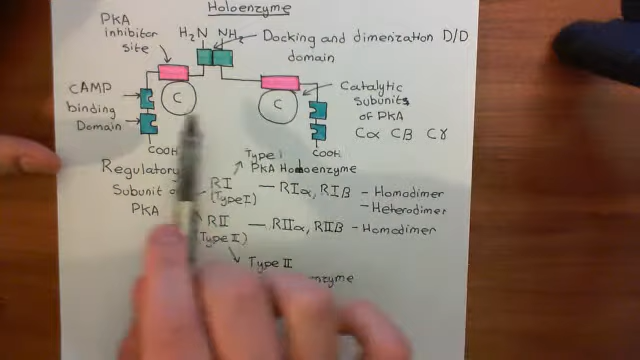 Holoenzyme
PKA inhibitor site
H₂N NH₂
Docking and dimerization D/D domain
cAMP binding Domain
C
C
Catalytic Subunits of PKA
Cα Cβ Cγ
COOH
COOH
Regulatory Subunit o
PKA
Type I
PKA Holoenzyme
RI
(Type I)
— RIα, RIβ - Homodimer
- Heterodimer
RII
(Type II)
— RIIα, RIIβ - Homodimer
Type II
enzyme